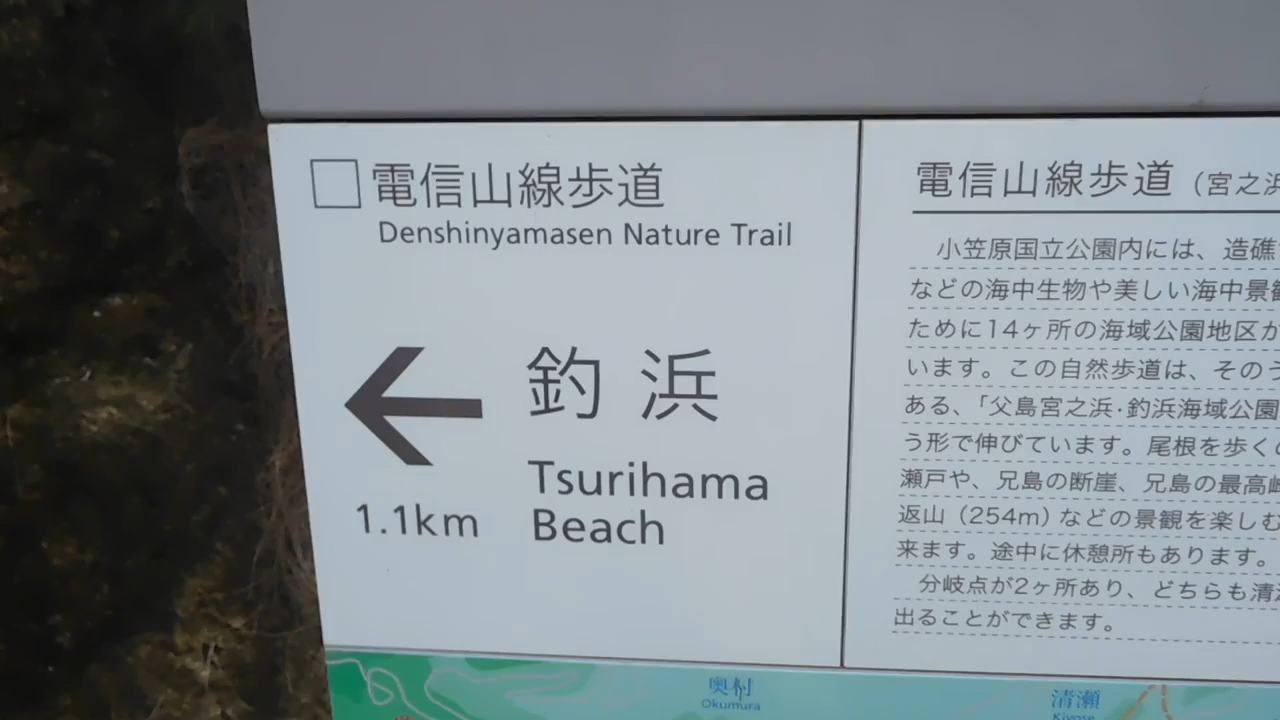 電信山線歩道
Denshinyamasen Nature Trail
釣浜
Tsurihama
Beach
1.1km
電信山線歩道（宮之浜
小笠原国立公園内には、造礁
などの海中生物や美しい海中景観
ために14ヶ所の海域公園地区が
います。この自然歩道は、そのう
ある、「父島宮之浜・釣浜海域公園
う形で伸びています。尾根を歩くの
瀬戸や、兄島の断崖、兄島の最高峰
返山（254m）などの景観を楽しむ
来ます。途中に休憩所もあります。
分岐点が2ヶ所あり、どちらも清瀬
出ることができます。
奥村
Okumura
清瀬
Kiyose